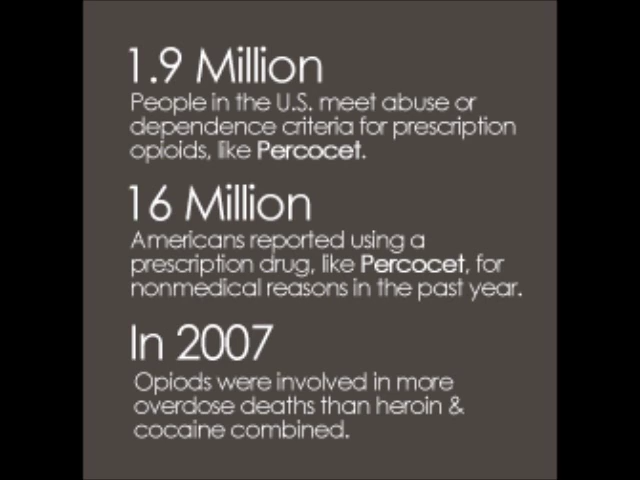 1.9 Million
People in the U.S. meet abuse or
dependence criteria for prescription
opioids, like Percocet.
16 Million
Americans reported using a
prescription drug, like Percocet, for
nonmedical reasons in the past year.
In 2007
Opiods were involved in more
overdose deaths than heroin &
cocaine combined.